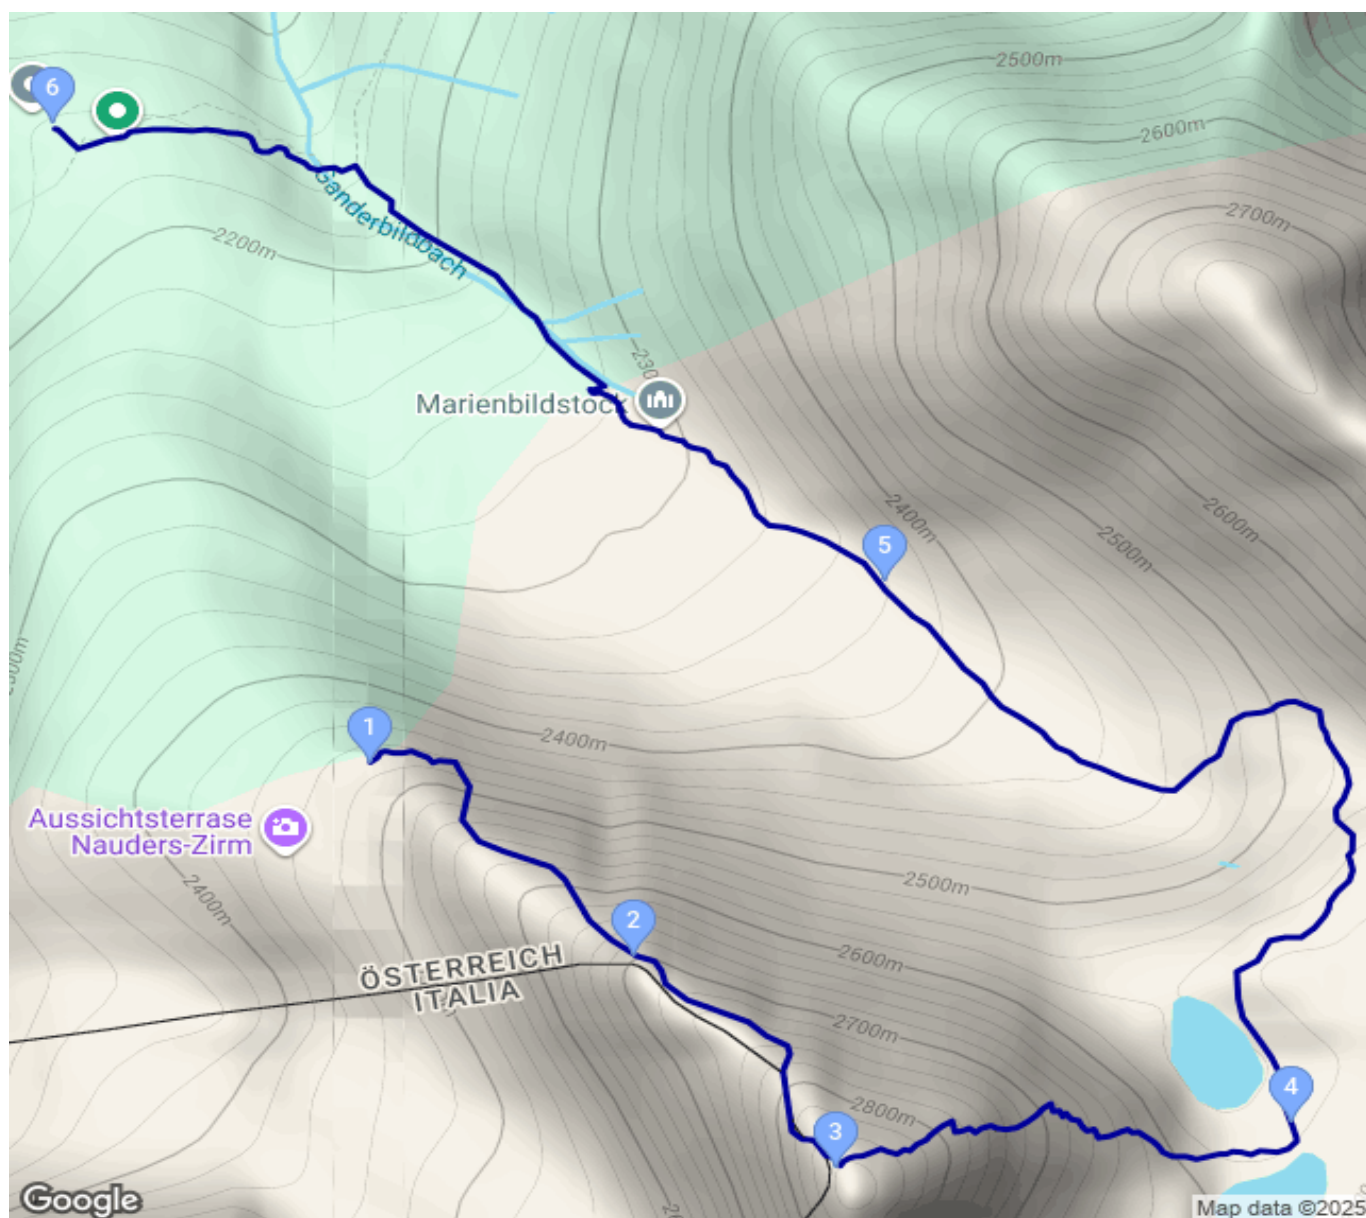 2500m
6
2600m
2700m
Ganderbildbach
2200m
Marienbildstock
2400m
2600m
2500m
5
1
2400m
Aussichtsterrase
Nauders-Zirm
2400m
2500m
2
ÖSTERREICH
ITALIA
2600m
2700m
4
2800m
3
Google
Map data ©2025